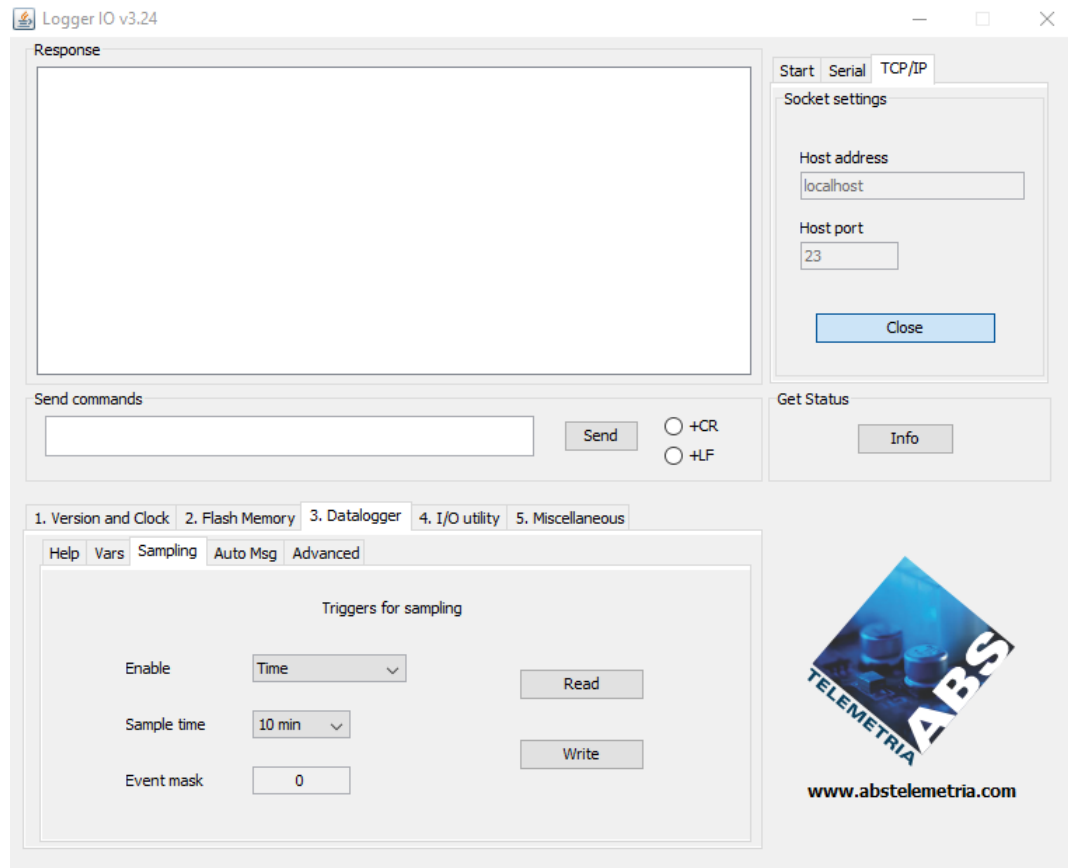 Logger IO v3.24
Response
Start Serial TCP/IP
Socket settings
Host address
localhost
Host port
23
Close
Send commands
Send
+CR
+LF
Get Status
Info
1. Version and Clock 2. Flash Memory 3. Datalogger 4. I/O utility 5. Miscellaneous
Help Vars Sampling Auto Msg Advanced
Triggers for sampling
Enable Time
Read
Sample time 10 min
Write
Event mask 0
TELEMETRIA ABS
www.abstelemetria.com